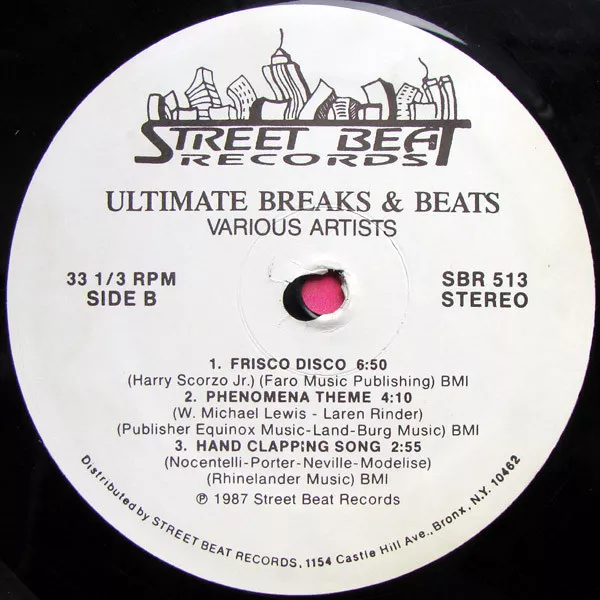 STREET BEAT
RECORDS
ULTIMATE BREAKS & BEATS
VARIOUS ARTISTS
33 1/3 RPM
SIDE B
SBR 513
STEREO
1. FRISCO DISCO 6:50
(Harry Scorzo Jr.) (Faro Music Publishing) BMI
2. PHENOMENA THEME 4:10
(W. Michael Lewis - Laren Rinder)
(Publisher Equinox Music-Land-Burg Music) BMI
3. HAND CLAPPiNG SONG 2:55
(Nocentelli-Porter-Neville-Modelise)
(Rhinelander Music) BMI
℗ 1987 Street Beat Records
Distributed by STREET BEAT RECORDS, 1154 Castle Hill Ave., Bronx, N.Y. 10462